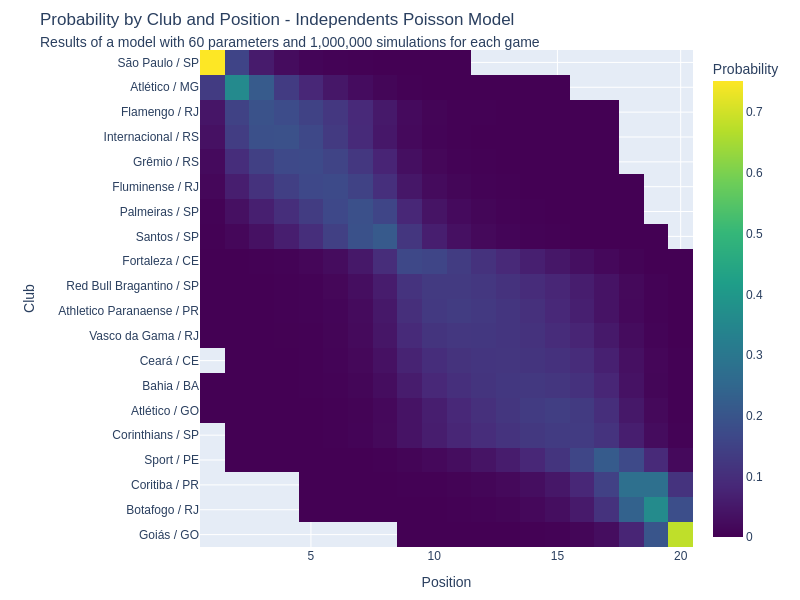 Probability by Club and Position - Independents Poisson Model
Results of a model with 60 parameters and 1,000,000 simulations for each game
Probability
Club
São Paulo / SP
Atlético / MG
Flamengo / RJ
Internacional / RS
Grêmio / RS
Fluminense / RJ
Palmeiras / SP
Santos / SP
Fortaleza / CE
Red Bull Bragantino / SP
Athletico Paranaense / PR
Vasco da Gama / RJ
Ceará / CE
Bahia / BA
Atlético / GO
Corinthians / SP
Sport / PE
Coritiba / PR
Botafogo / RJ
Goiás / GO
0.7
0.6
0.5
0.4
0.3
0.2
0.1
0
5
10
15
20
Position